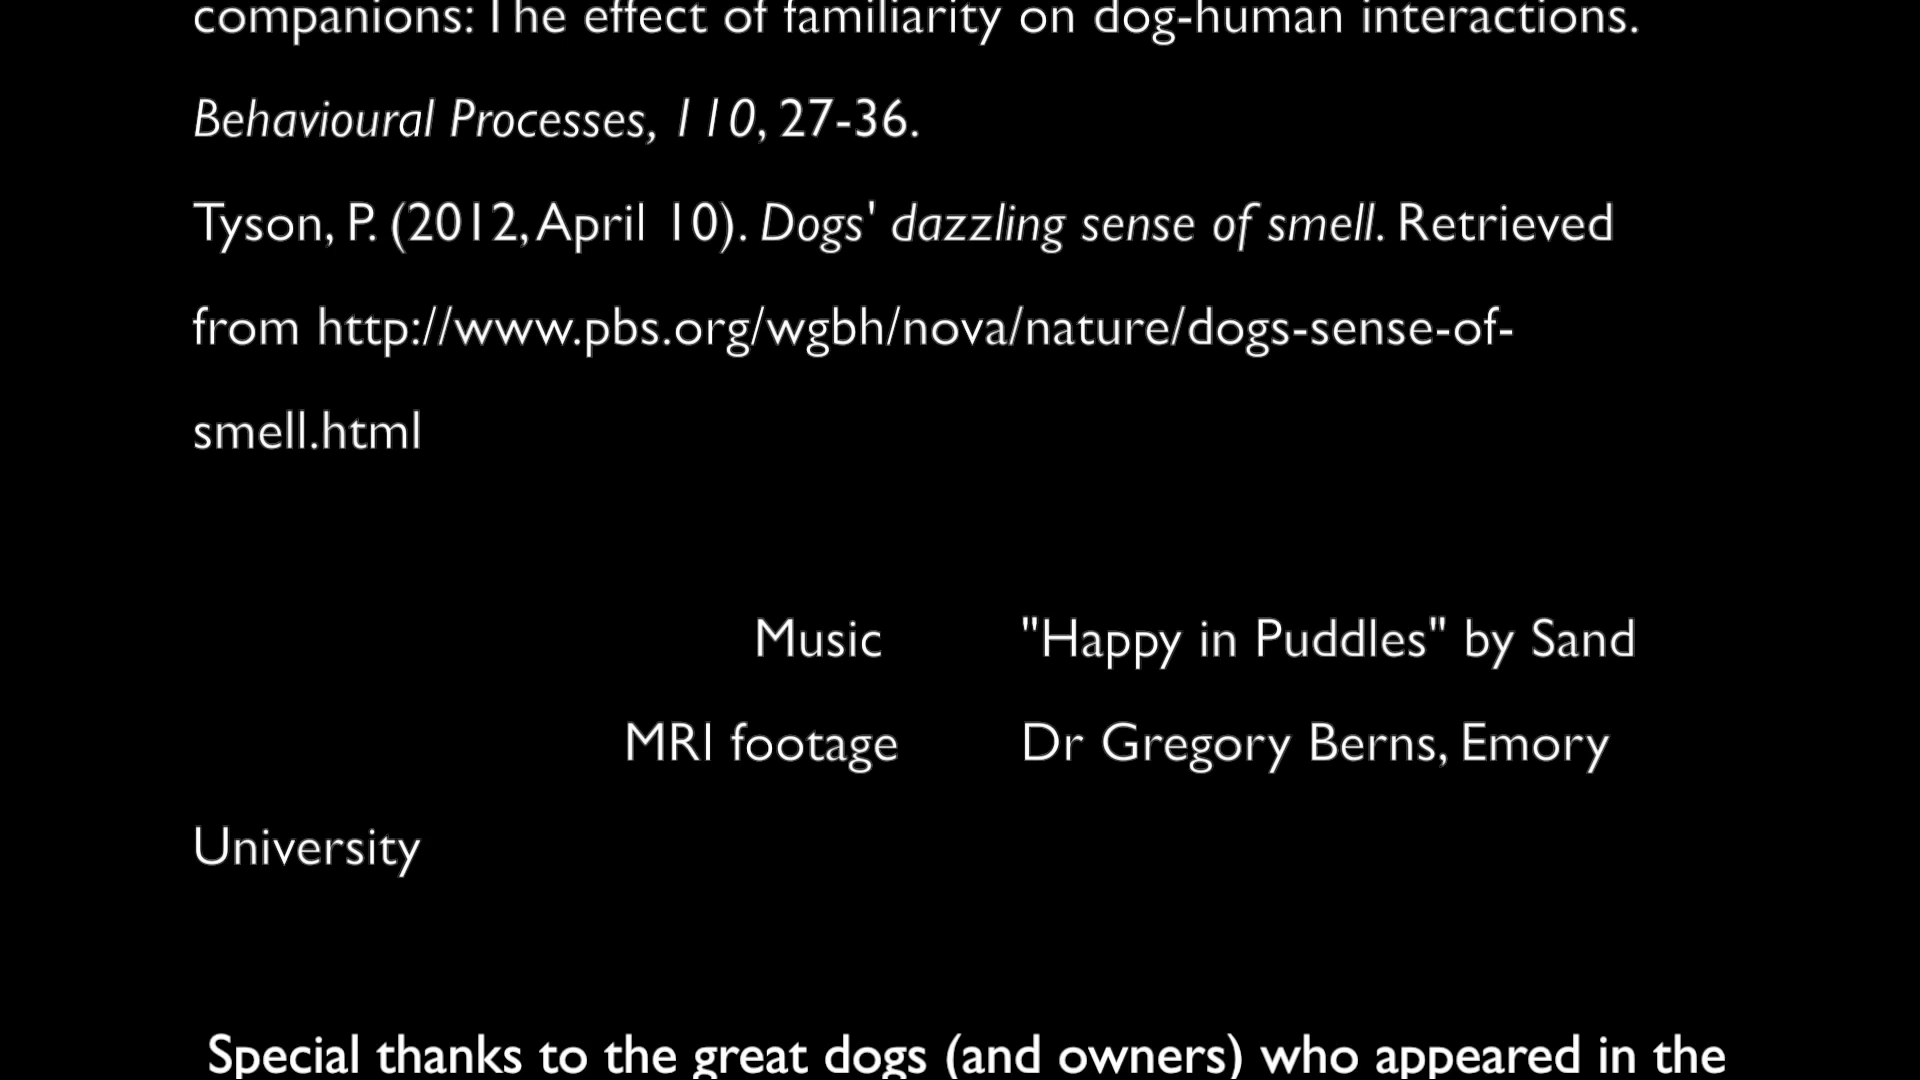 companions: The effect of familiarity on dog-human interactions.
Behavioural Processes, 110, 27-36.
Tyson, P. (2012, April 10). Dogs' dazzling sense of smell. Retrieved
from http://www.pbs.org/wgbh/nova/nature/dogs-sense-of-
smell.html
Music "Happy in Puddles" by Sand
MRI footage Dr Gregory Berns, Emory
University
Special thanks to the great dogs (and owners) who appeared in the